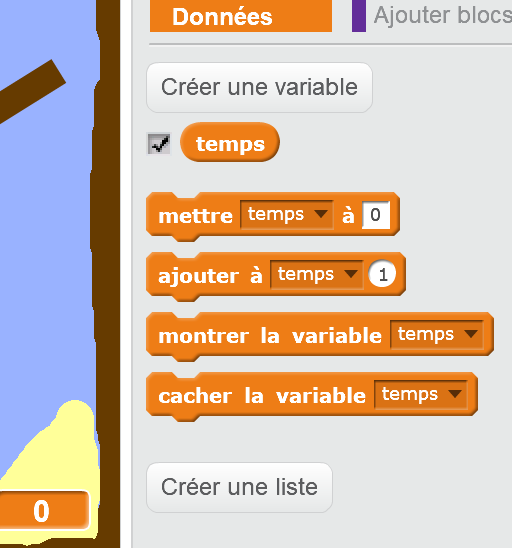 Données
Ajouter blocs
Créer une variable
temps
mettre temps à 0
ajouter à temps 1
montrer la variable temps
cacher la variable temps
Créer une liste
0